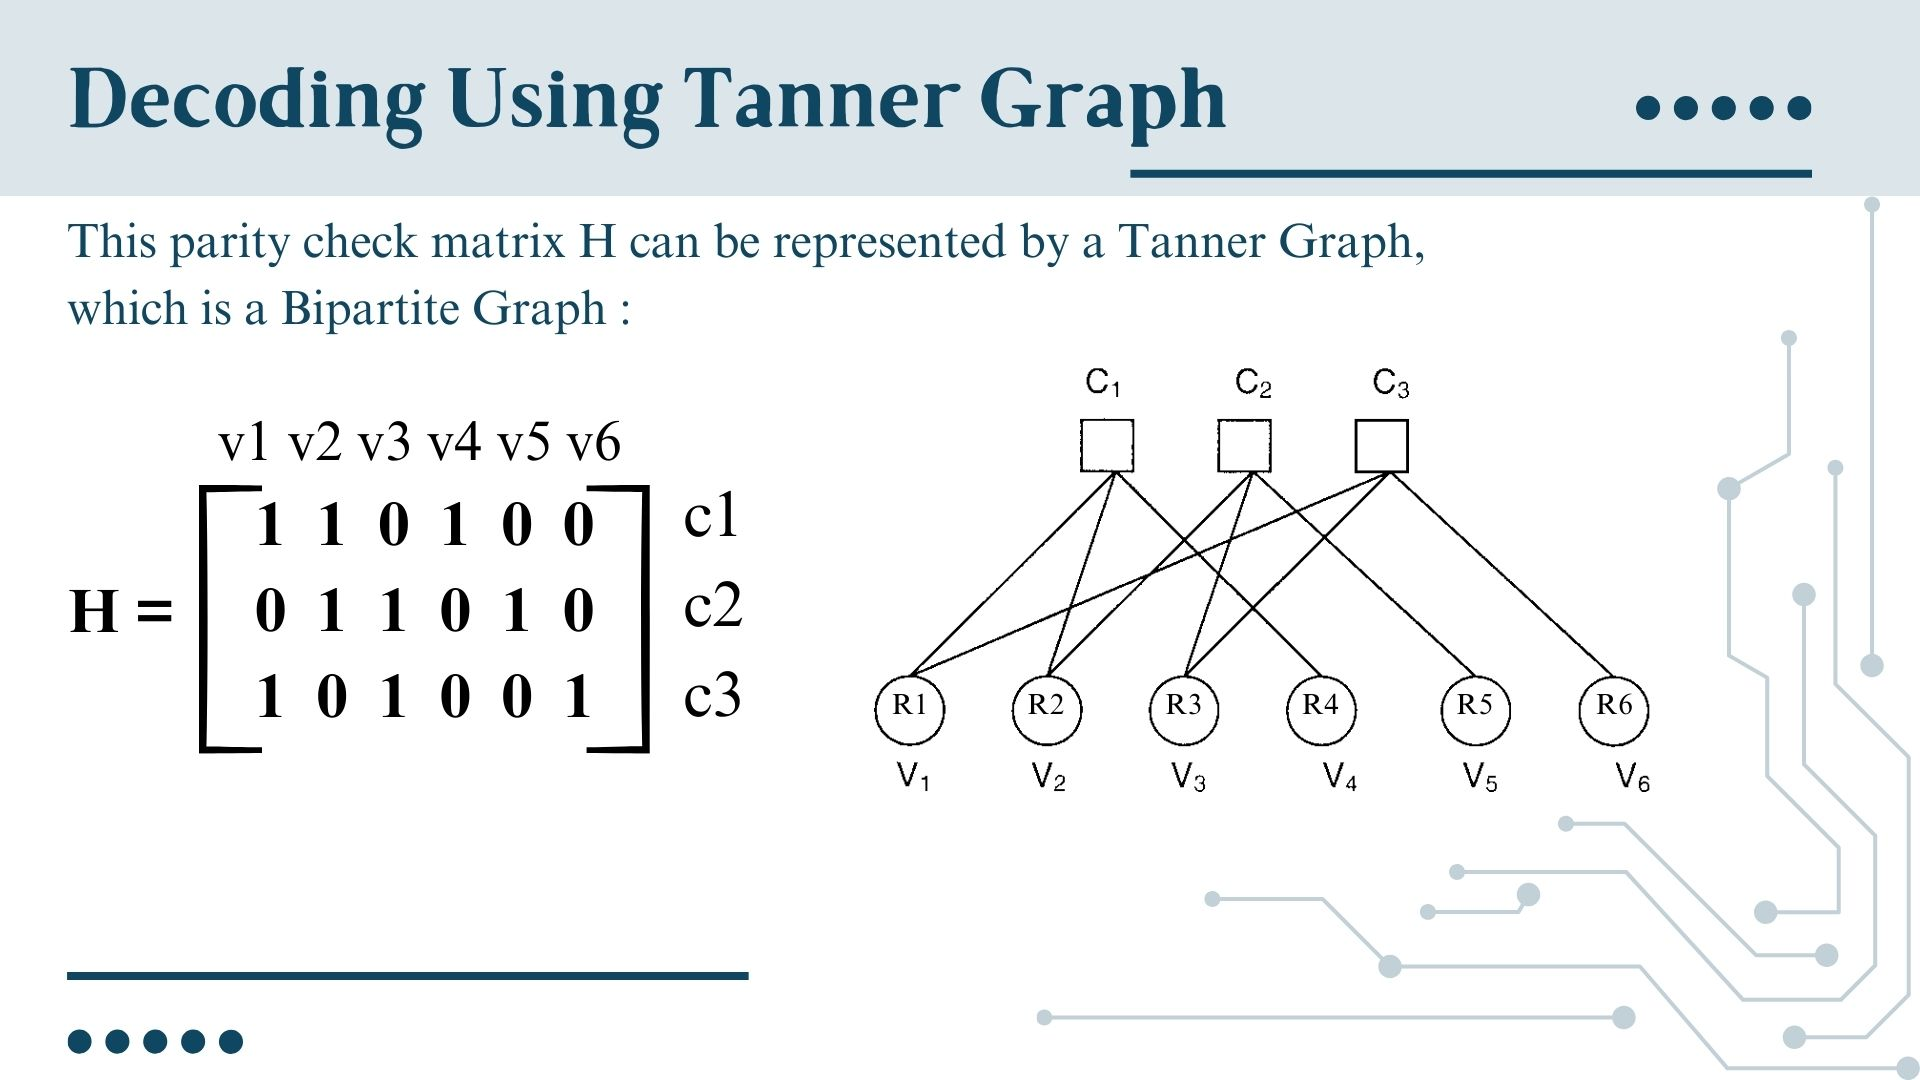 Decoding Using Tanner Graph
This parity check matrix H can be represented by a Tanner Graph,
which is a Bipartite Graph :
v1 v2 v3 v4 v5 v6
1 1 0 1 0 0 c1
H = 0 1 1 0 1 0 c2
1 0 1 0 0 1 c3
C₁ C₂ C₃
R1 R2 R3 R4 R5 R6
V₁ V₂ V₃ V₄ V₅ V₆